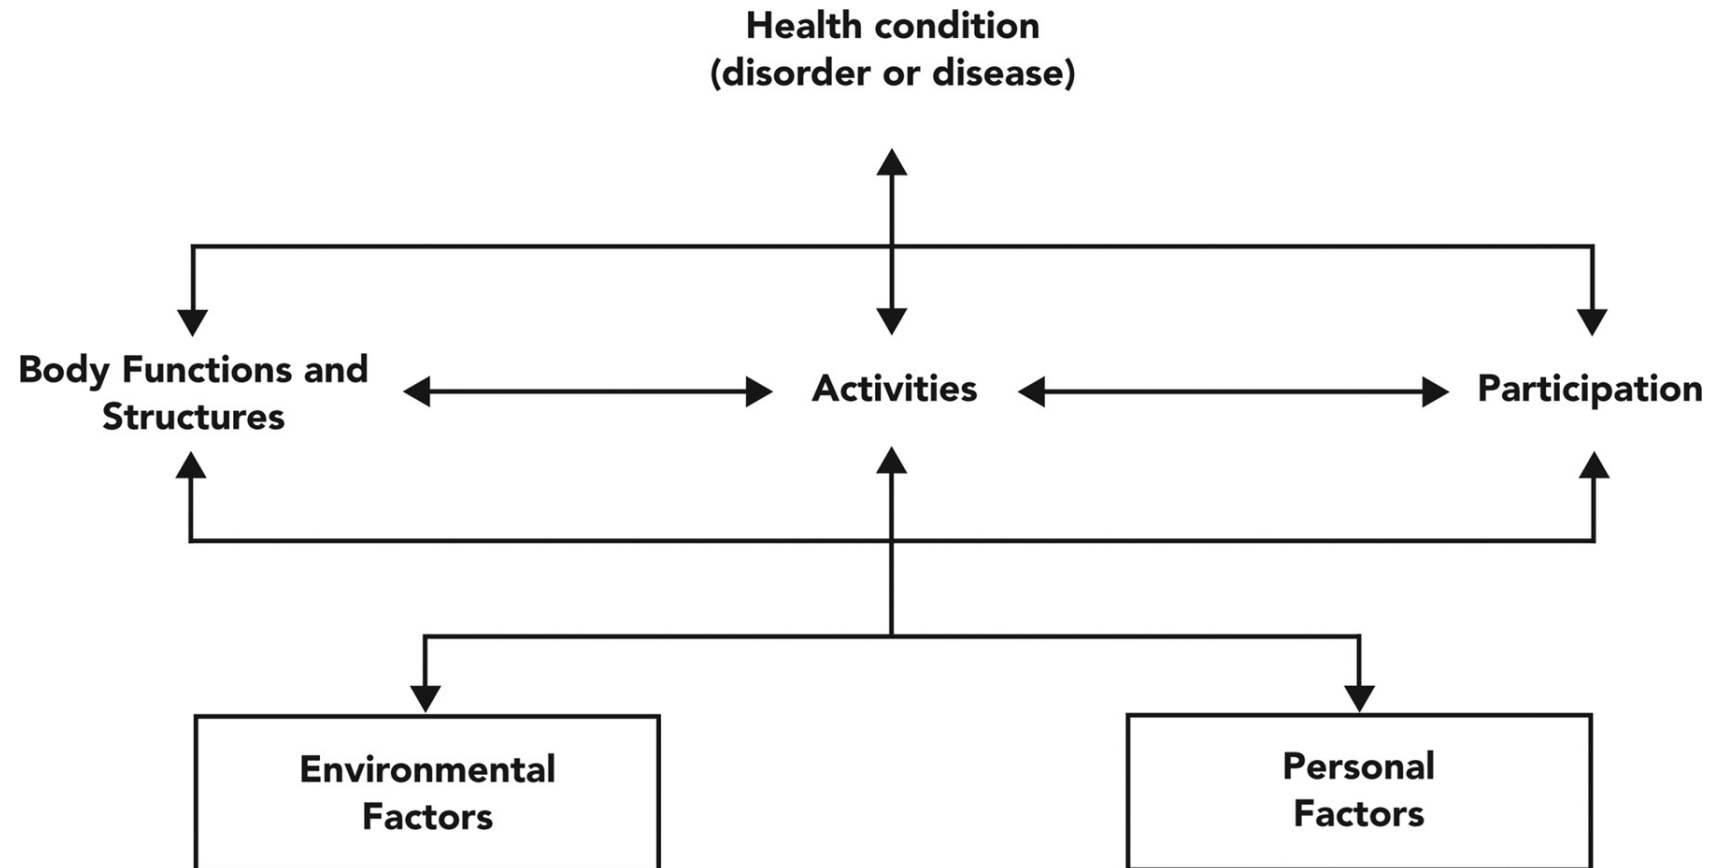 Health condition
(disorder or disease)
Body Functions and
Structures
Activities
Participation
Environmental
Factors
Personal
Factors